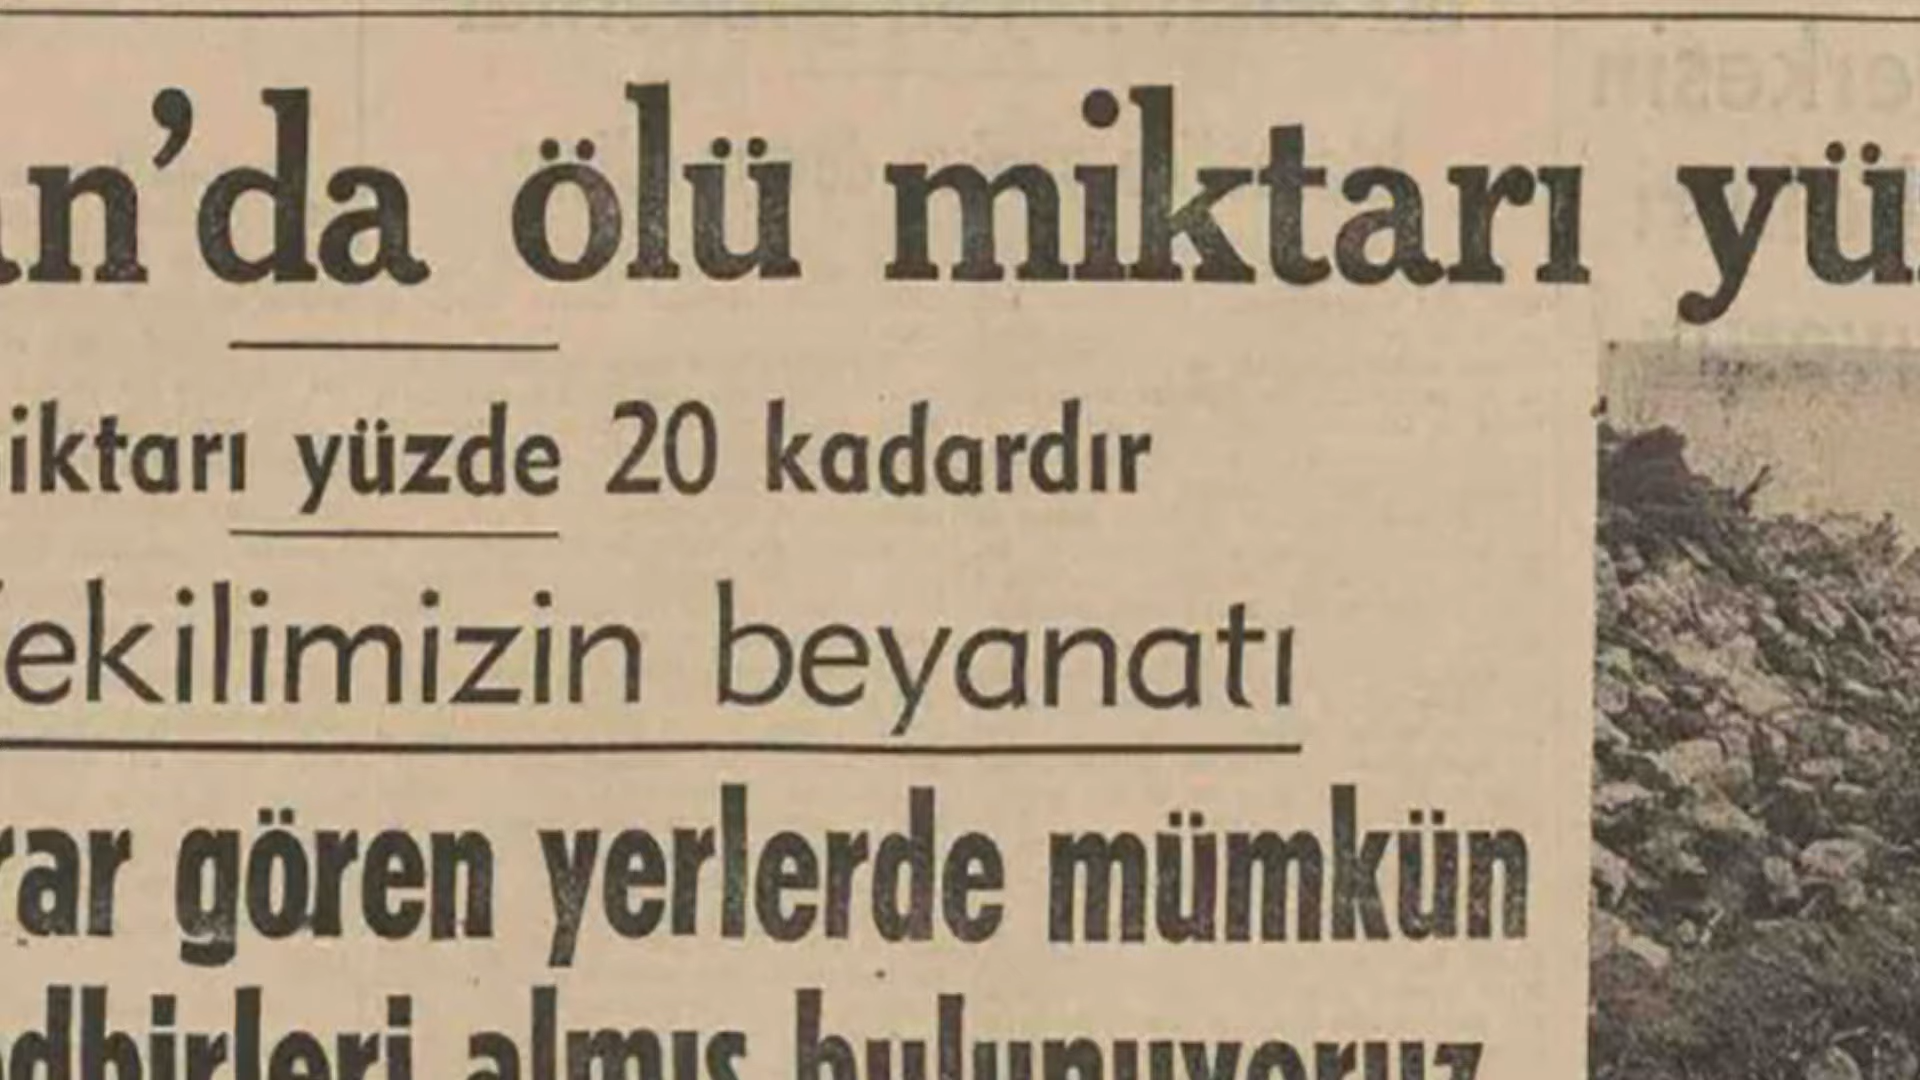 n'da ölü miktarı yü
iktarı yüzde 20 kadardır
ekilimizin beyanatı
rar gören yerlerde mümkün
dbirleri almış bulunuyoruz